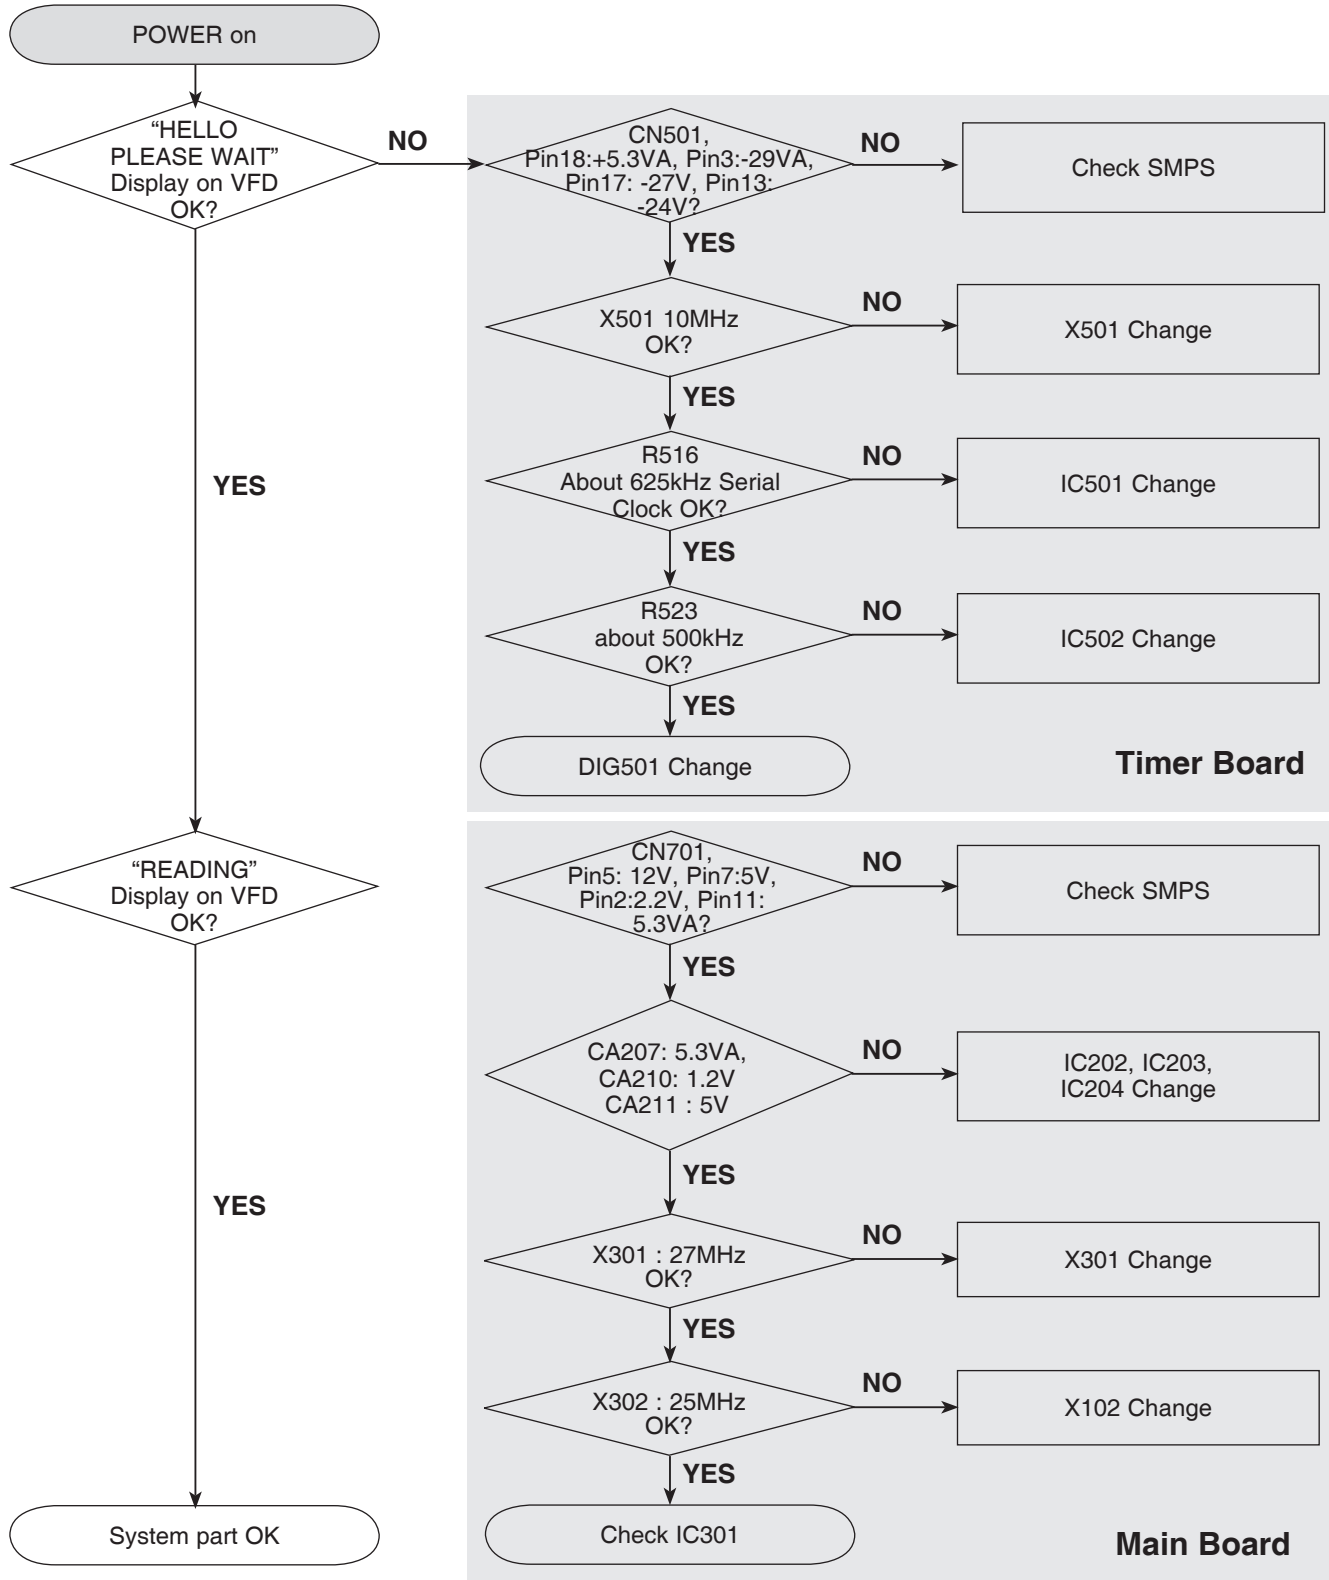 POWER on
“HELLO
PLEASE WAIT”
Display on VFD
OK?
NO
CN501,
Pin18:+5.3VA, Pin3:-29VA,
Pin17: -27V, Pin13:
-24V?
NO
Check SMPS
YES
X501 10MHz
OK?
NO
X501 Change
YES
R516
About 625kHz Serial
Clock OK?
NO
IC501 Change
YES
R523
about 500kHz
OK?
NO
IC502 Change
YES
DIG501 Change
Timer Board
YES
“READING”
Display on VFD
OK?
CN701,
Pin5: 12V, Pin7:5V,
Pin2:2.2V, Pin11:
5.3VA?
NO
Check SMPS
YES
CA207: 5.3VA,
CA210: 1.2V
CA211 : 5V
NO
IC202, IC203,
IC204 Change
YES
X301 : 27MHz
OK?
NO
X301 Change
YES
X302 : 25MHz
OK?
NO
X102 Change
YES
Check IC301
Main Board
YES
System part OK